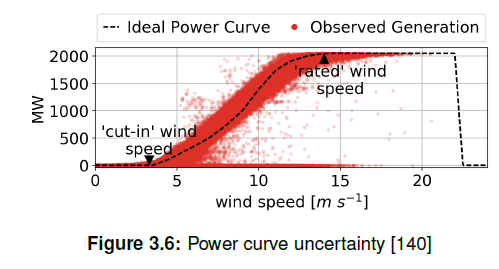 Ideal Power Curve
Observed Generation
2000
1500
1000
500
0
MW
'rated' wind
speed
'cut-in' wind
speed
0
5
10
15
20
wind speed [m s⁻¹]
Figure 3.6: Power curve uncertainty [140]